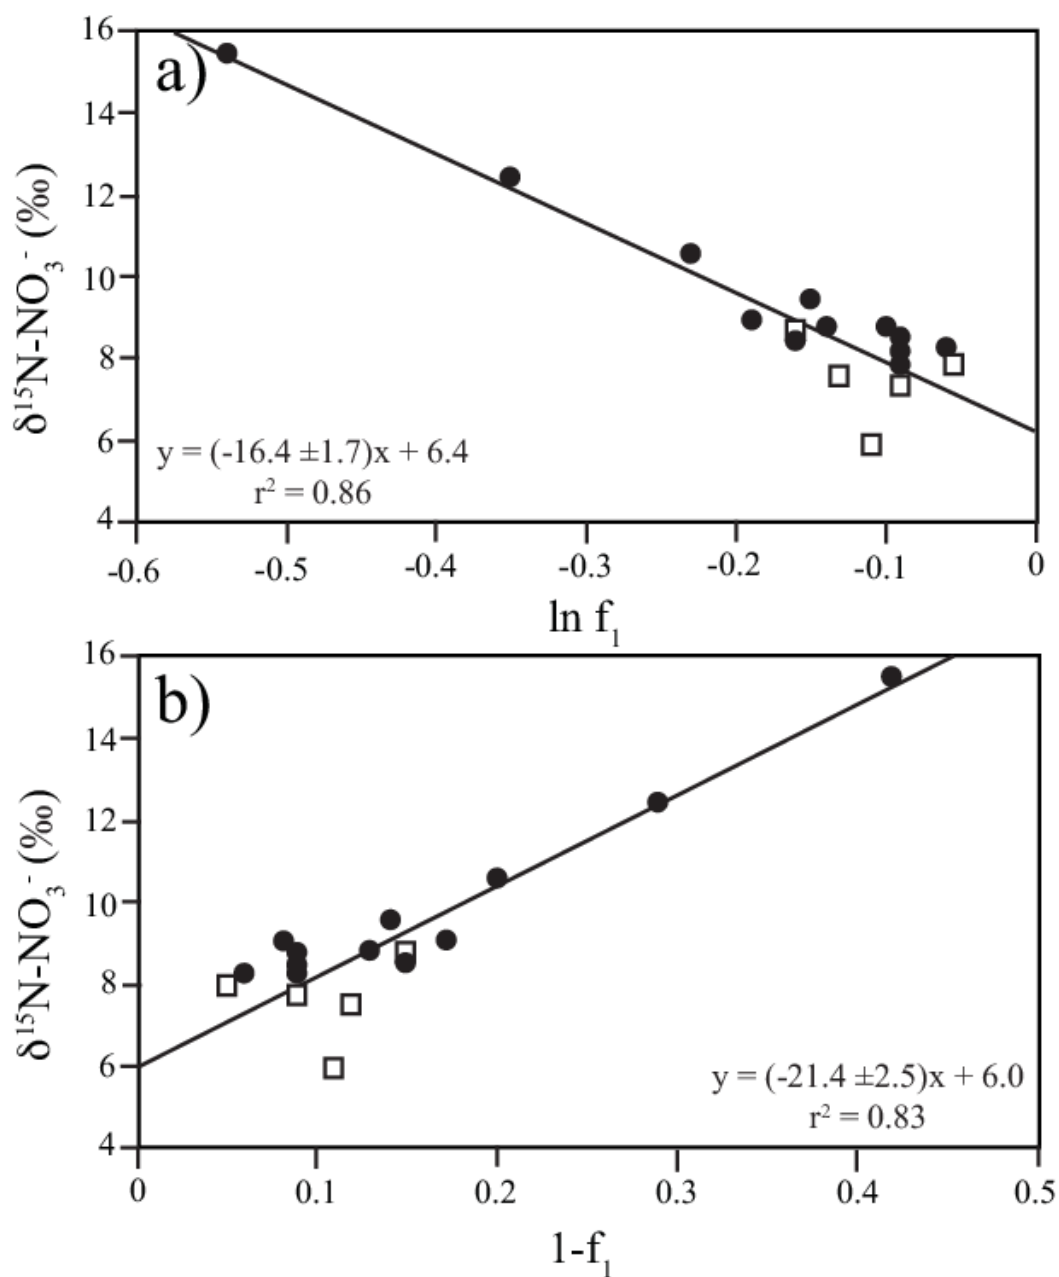 a)
16
14
12
10
8
6
4
δ¹⁵N-NO₃⁻ (‰)
y = (-16.4 ±1.7)x + 6.4
r² = 0.86
-0.6 -0.5 -0.4 -0.3 -0.2 -0.1 0
ln f₁
b)
16
14
12
10
8
6
4
δ¹⁵N-NO₃⁻ (‰)
y = (-21.4 ±2.5)x + 6.0
r² = 0.83
0 0.1 0.2 0.3 0.4 0.5
1-f₁